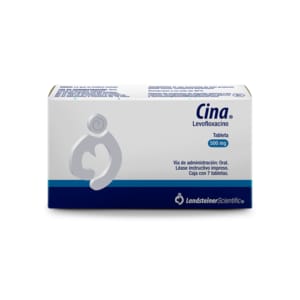 Cina®
Levofloxacino
Tableta
500 mg
Vía de administración: Oral.
Léase instructivo impreso.
Caja con 7 tabletas.
LandsteinerScientific®